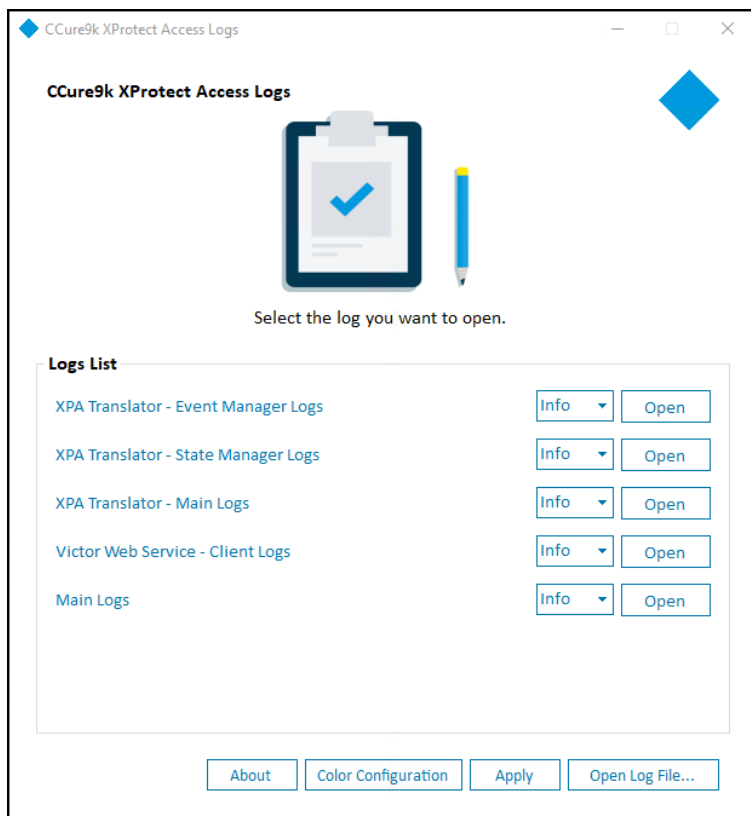 CCure9k XProtect Access Logs
CCure9k XProtect Access Logs
Select the log you want to open.
Logs List
XPA Translator - Event Manager Logs Info Open
XPA Translator - State Manager Logs Info Open
XPA Translator - Main Logs Info Open
Victor Web Service - Client Logs Info Open
Main Logs Info Open
About Color Configuration Apply Open Log File...